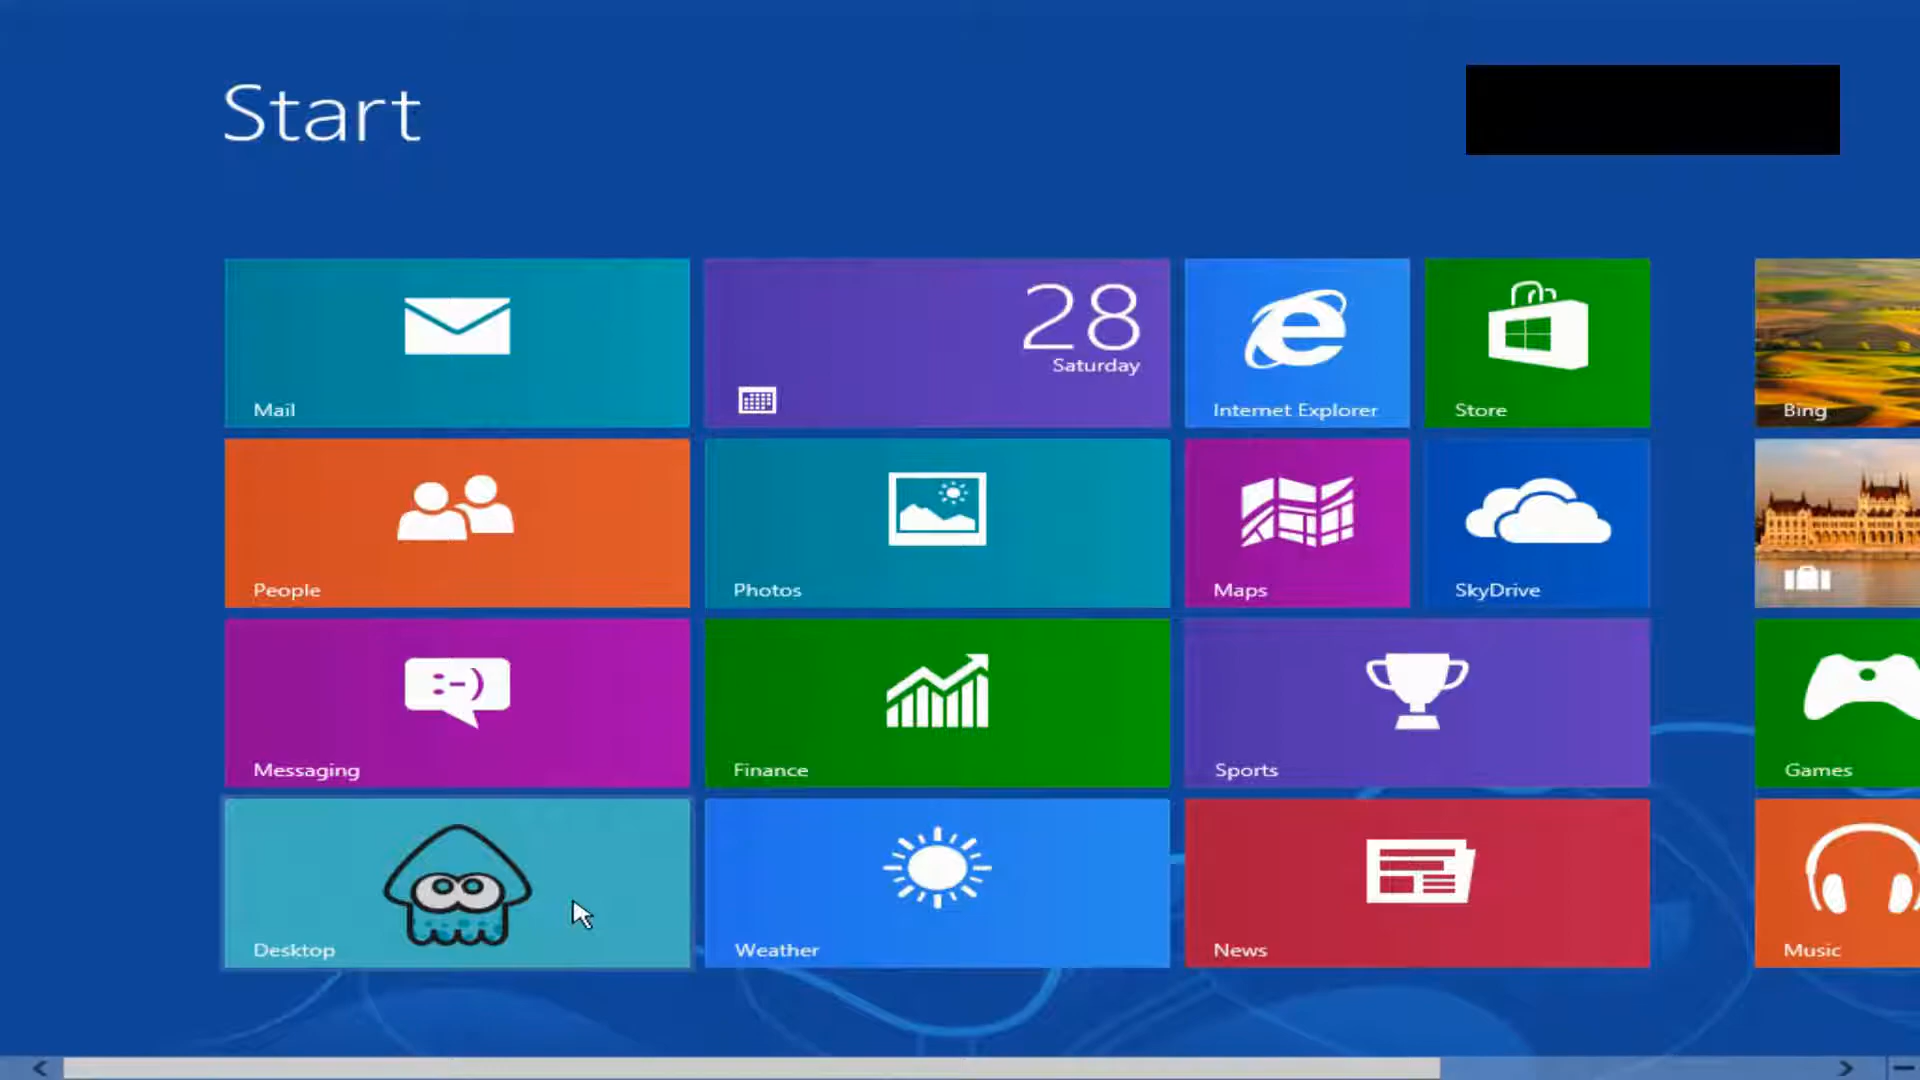 Start
Mail
28
Saturday
Internet Explorer
Store
Bing
People
Photos
Maps
SkyDrive
:-)
Messaging
Finance
Sports
Games
Desktop
Weather
News
Music